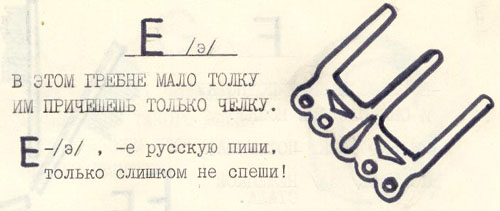 Е /э/
В ЭТОМ ГРЕБНЕ МАЛО ТОЛКУ
ИМ ПРИЧЕШЕШЬ ТОЛЬКО ЧЕЛКУ.
Е -/э/ , -е русскую пиши,
только слишком не спеши!